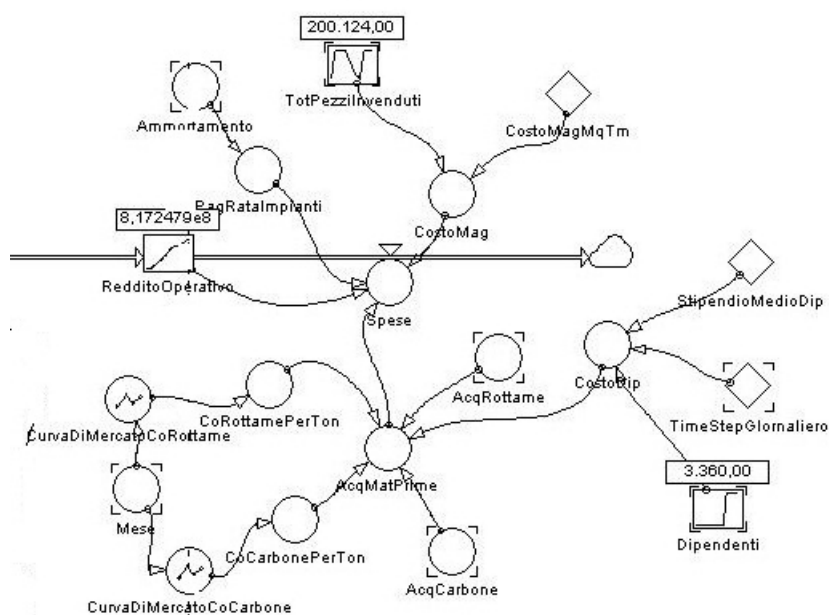 200.124,00
TotPezziInvenduti
Ammortamento
CostoMagMqTm
PagRataImpianti
CostoMag
8,172479e8
RedditoOperativo
Spese
StipendioMedioDip
CostoDip
TimeStepGiornaliero
AcqRottame
CoRottamePerTon
CurvaDiMercatoCoRottame
AcqMatPrime
3.360,00
Dipendenti
Mese
CoCarbonePerTon
AcqCarbone
CurvaDiMercatoCoCarbone